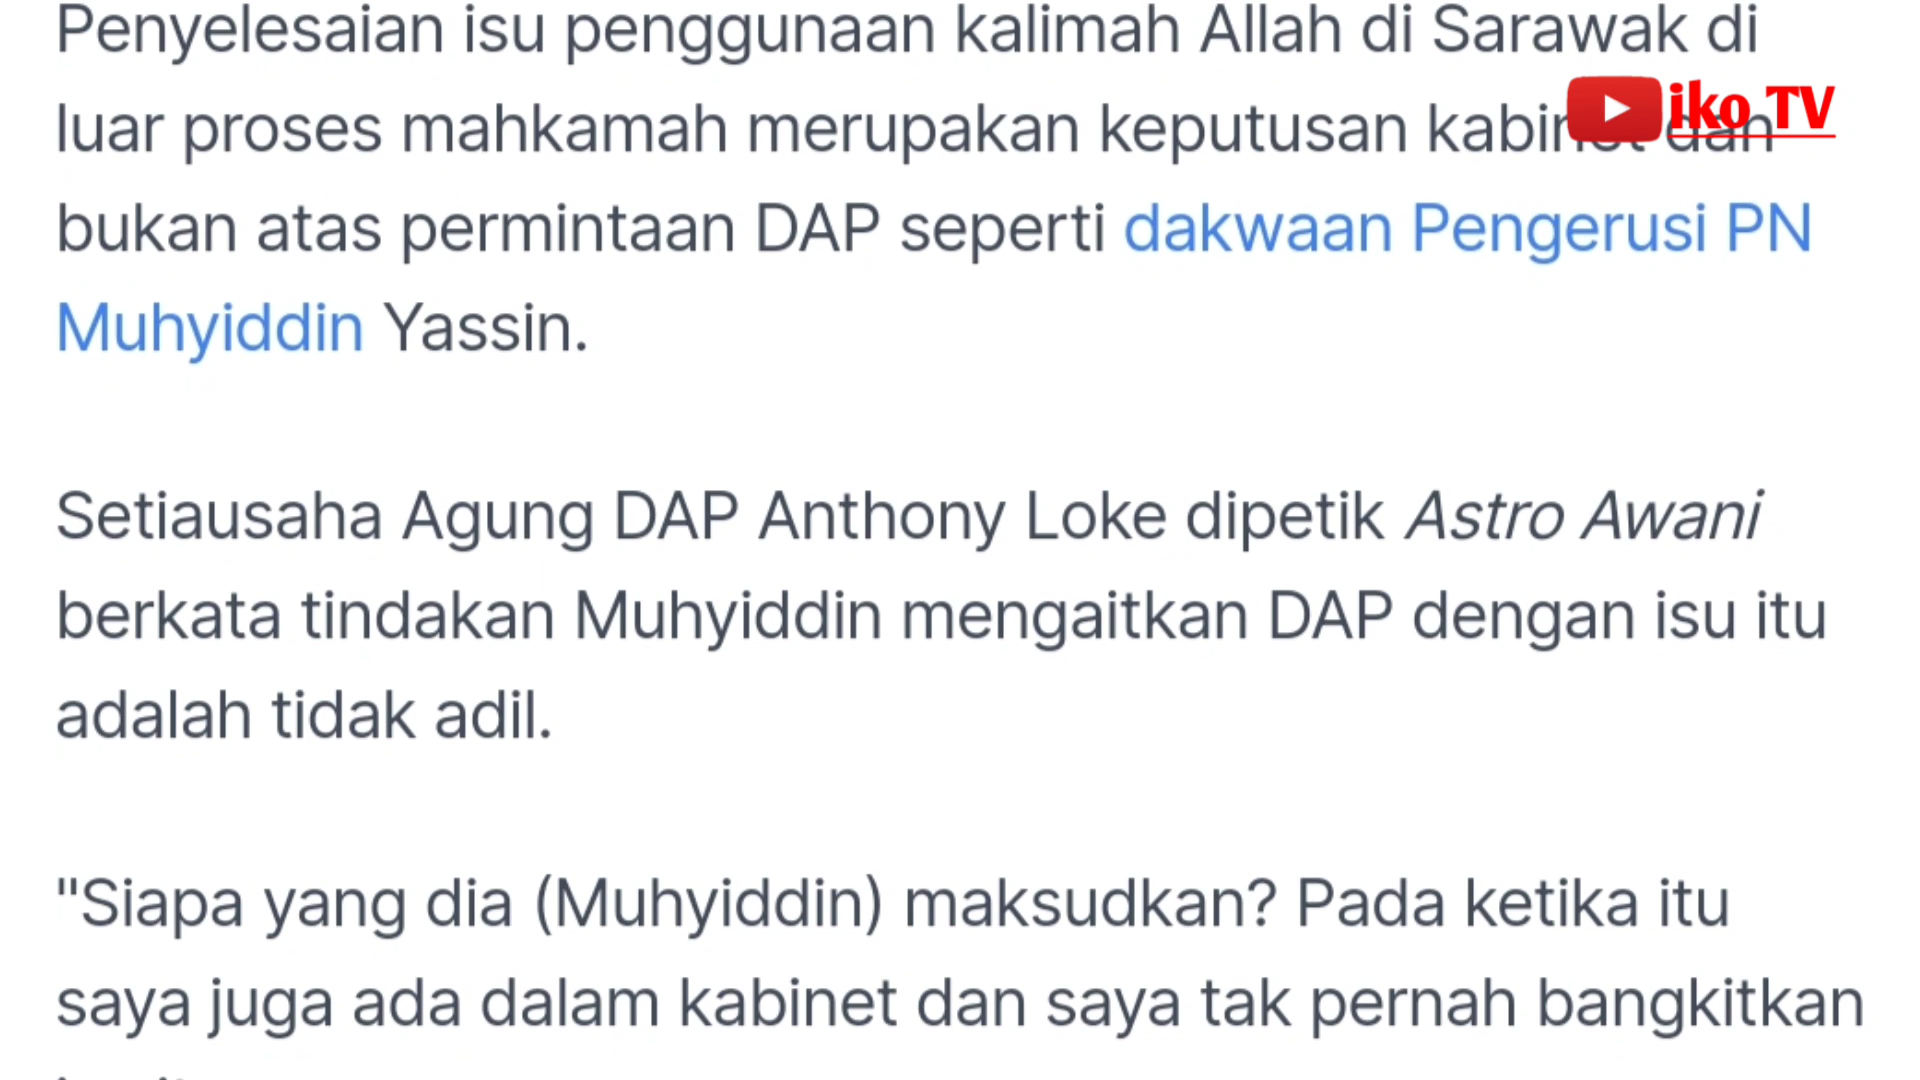 Penyelesaian isu penggunaan kalimah Allah di Sarawak di
luar proses mahkamah merupakan keputusan kabinet dan
iko TV
bukan atas permintaan DAP seperti dakwaan Pengerusi PN
Muhyiddin Yassin.
Setiausaha Agung DAP Anthony Loke dipetik Astro Awani
berkata tindakan Muhyiddin mengaitkan DAP dengan isu itu
adalah tidak adil.
"Siapa yang dia (Muhyiddin) maksudkan? Pada ketika itu
saya juga ada dalam kabinet dan saya tak pernah bangkitkan